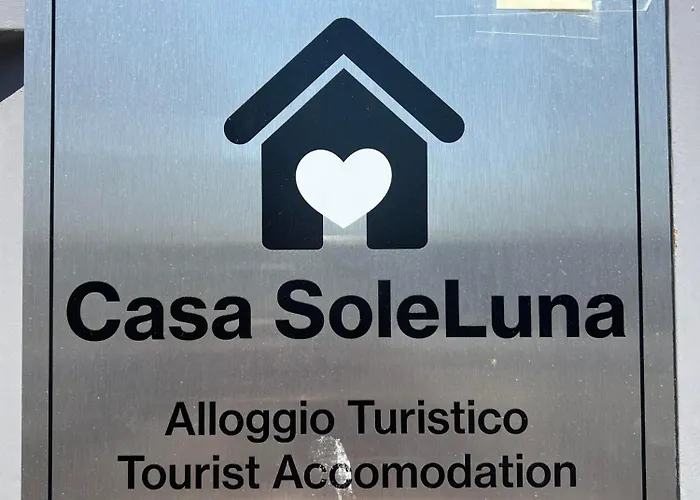 Casa SoleLuna
Alloggio Turistico
Tourist Accomodation